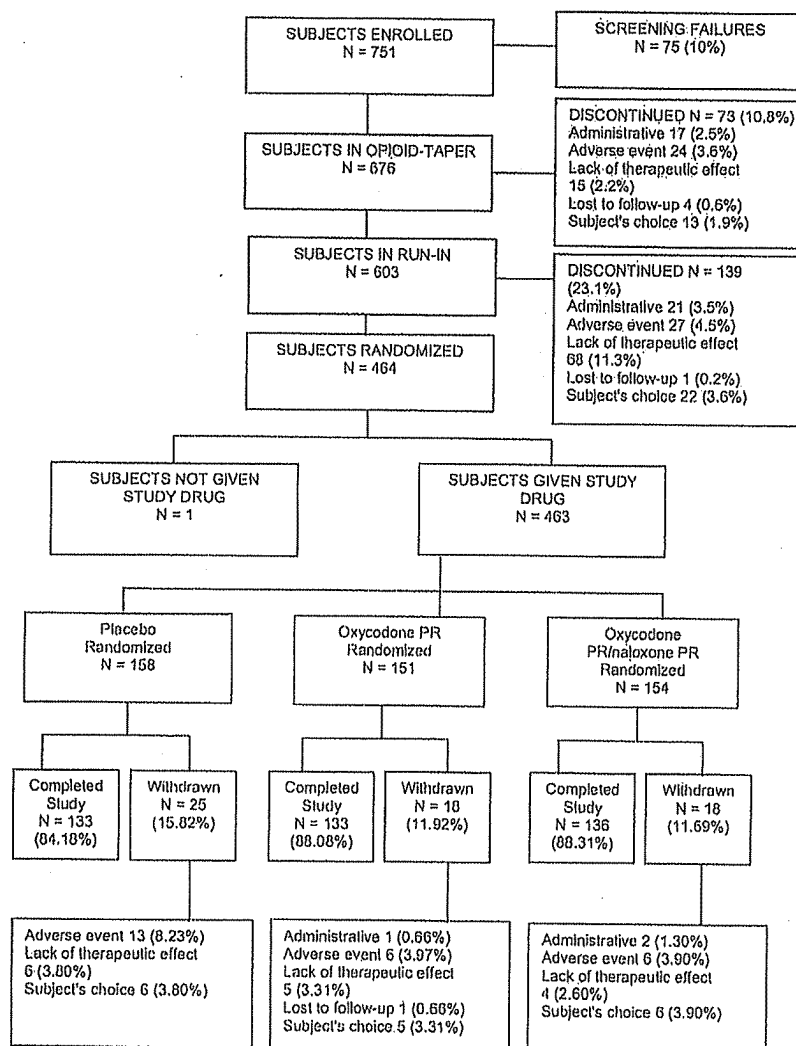 SUBJECTS ENROLLED
N = 751
SCREENING FAILURES
N = 75 (10%)
SUBJECTS IN OPIOID-TAPER
N = 676
DISCONTINUED N = 73 (10.8%)
Administrative 17 (2.5%)
Adverse event 24 (3.6%)
Lack of therapeutic effect
15 (2.2%)
Lost to follow-up 4 (0.6%)
Subject's choice 13 (1.9%)
SUBJECTS IN RUN-IN
N = 603
DISCONTINUED N = 139
(23.1%)
Administrative 21 (3.5%)
Adverse event 27 (4.5%)
Lack of therapeutic effect
68 (11.3%)
Lost to follow-up 1 (0.2%)
Subject's choice 22 (3.6%)
SUBJECTS RANDOMIZED
N = 464
SUBJECTS NOT GIVEN
STUDY DRUG
N = 1
SUBJECTS GIVEN STUDY
DRUG
N = 463
Placebo
Randomized
N = 158
Oxycodone PR
Randomized
N = 151
Oxycodone
PR/naloxone PR
Randomized
N = 154
Completed
Study
N = 133
(84.18%)
Withdrawn
N = 25
(15.82%)
Completed
Study
N = 133
(88.08%)
Withdrawn
N = 18
(11.92%)
Completed
Study
N = 136
(88.31%)
Withdrawn
N = 18
(11.69%)
Adverse event 13 (8.23%)
Lack of therapeutic effect
6 (3.80%)
Subject's choice 6 (3.80%)
Administrative 1 (0.66%)
Adverse event 6 (3.97%)
Lack of therapeutic effect
5 (3.31%)
Lost to follow-up 1 (0.66%)
Subject's choice 5 (3.31%)
Administrative 2 (1.30%)
Adverse event 6 (3.90%)
Lack of therapeutic effect
4 (2.60%)
Subject's choice 6 (3.90%)